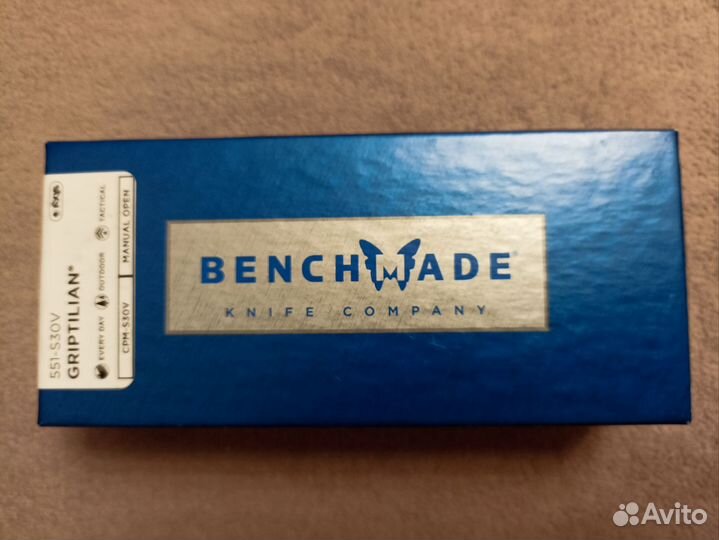 BENCHMADE®
KNIFE COMPANY
551-S30V
GRIPTILIAN®
EVERY DAY OUTDOOR TACTICAL
CPM-S30V MANUAL OPEN
Avito